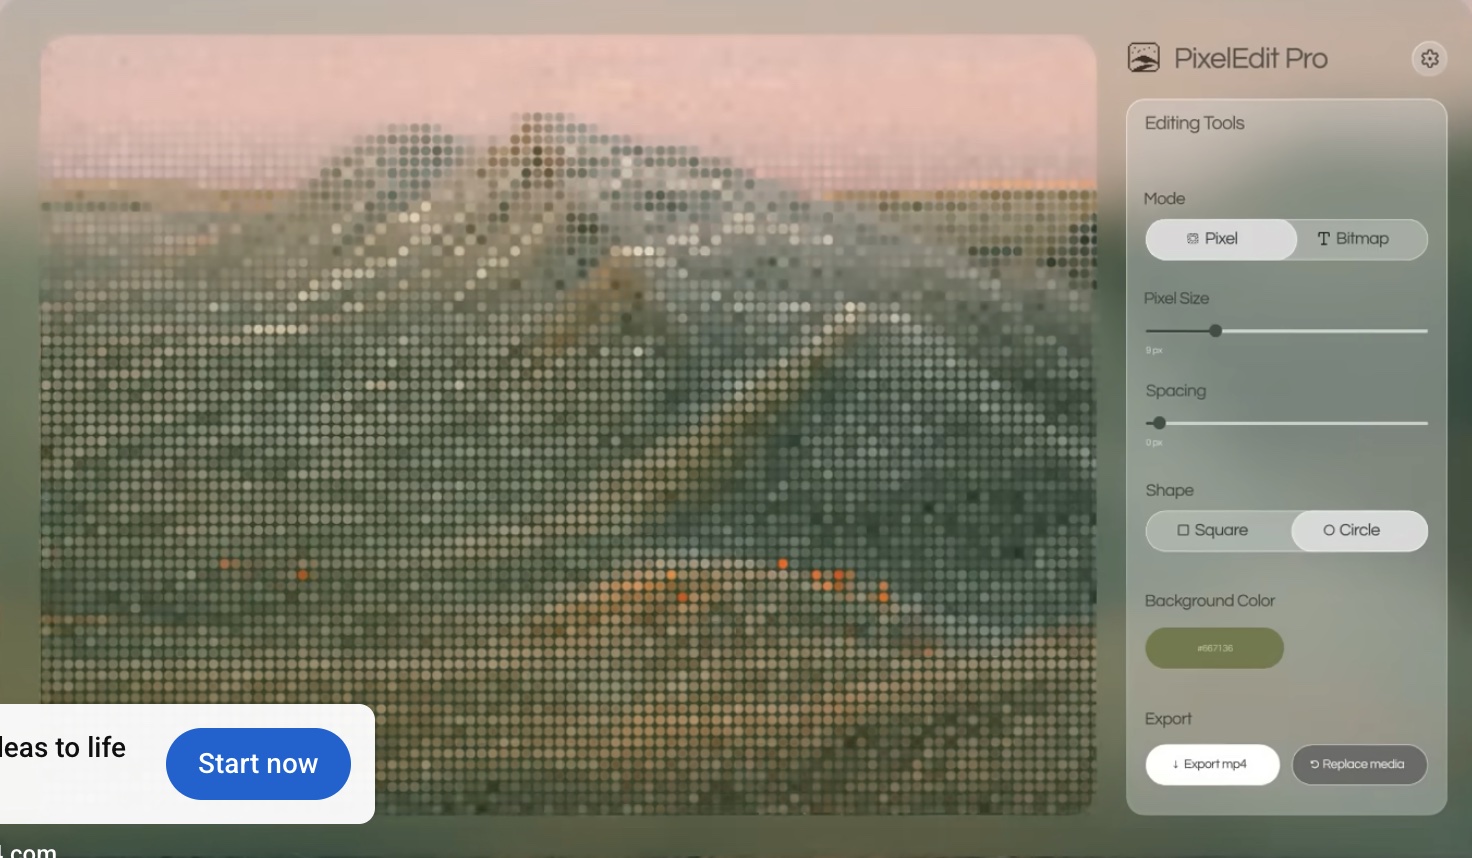 PixelEdit Pro
Editing Tools
Mode
Pixel
Bitmap
Pixel Size
9 px
Spacing
0 px
Shape
Square
Circle
Background Color
#667136
Export
↓ Export mp4
Replace media
to life
Start now
.com